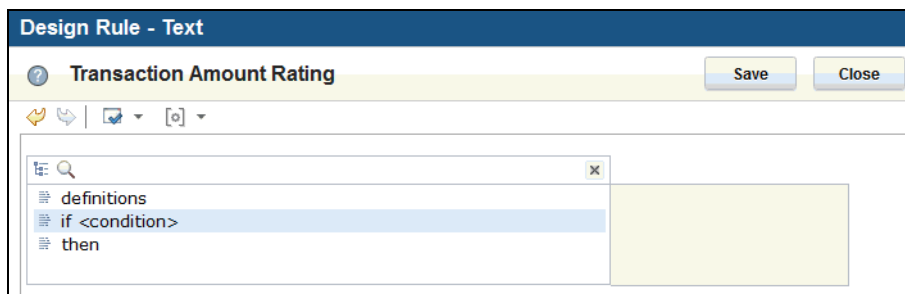 Design Rule - Text
? Transaction Amount Rating Save Close
definitions
if <condition>
then